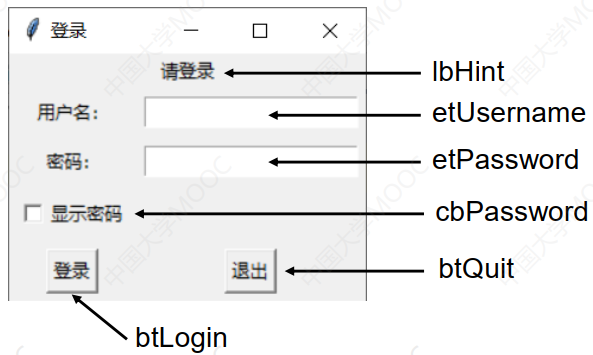 登录
请登录 lbHint
用户名： etUsername
密码： etPassword
显示密码 cbPassword
登录 退出 btQuit
btLogin
中国大学MOOC